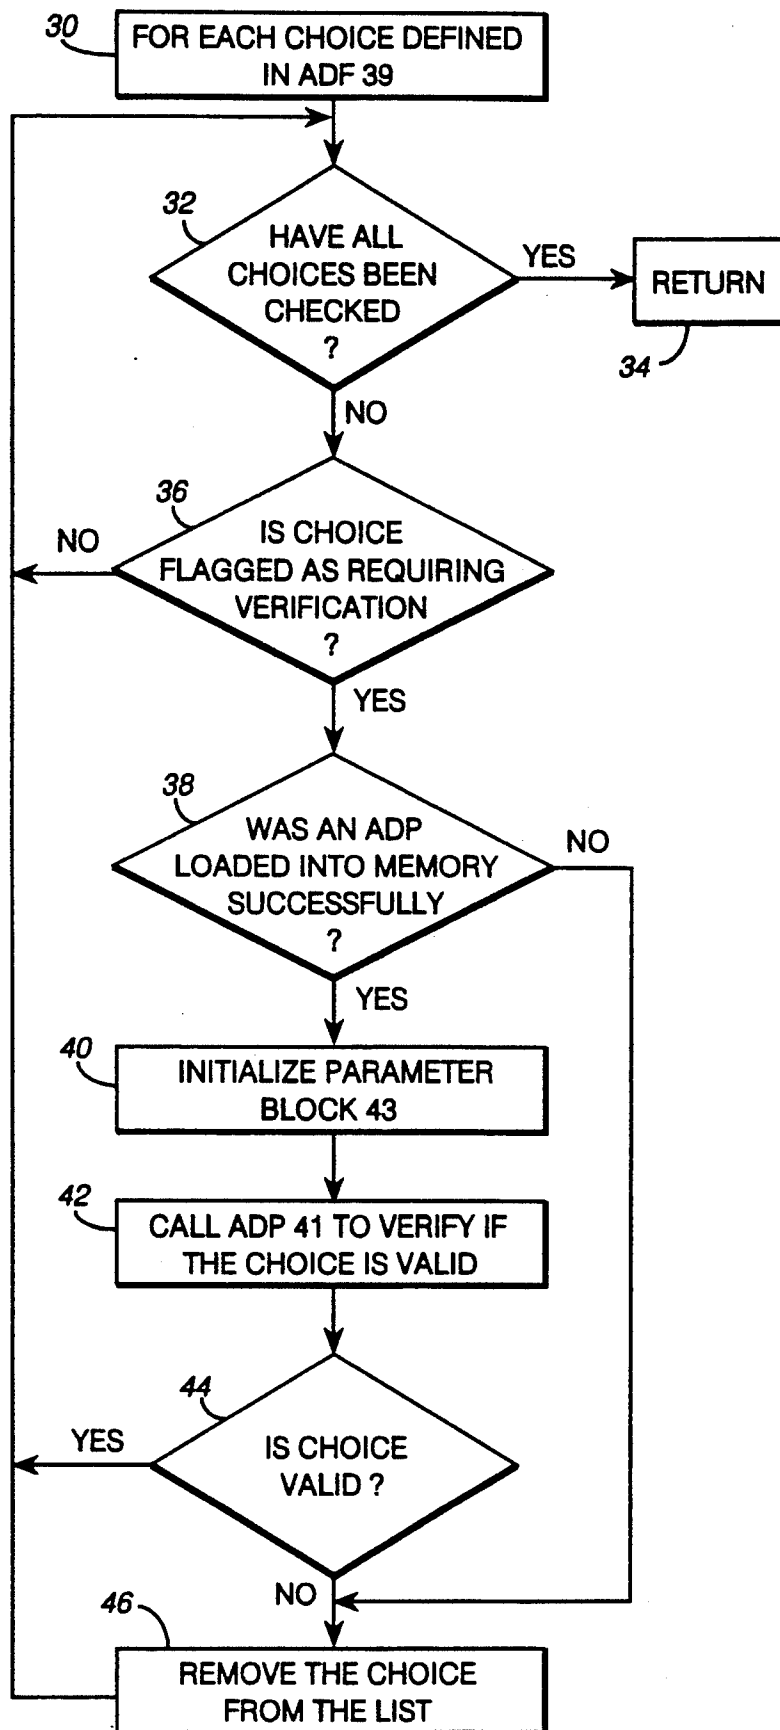 30
FOR EACH CHOICE DEFINED
IN ADF 39
32
HAVE ALL
CHOICES BEEN
CHECKED
?
YES
RETURN
34
NO
36
IS CHOICE
FLAGGED AS REQUIRING
VERIFICATION
?
NO
YES
38
WAS AN ADP
LOADED INTO MEMORY
SUCCESSFULLY
?
NO
YES
40
INITIALIZE PARAMETER
BLOCK 43
42
CALL ADP 41 TO VERIFY IF
THE CHOICE IS VALID
44
IS CHOICE
VALID ?
YES
NO
46
REMOVE THE CHOICE
FROM THE LIST